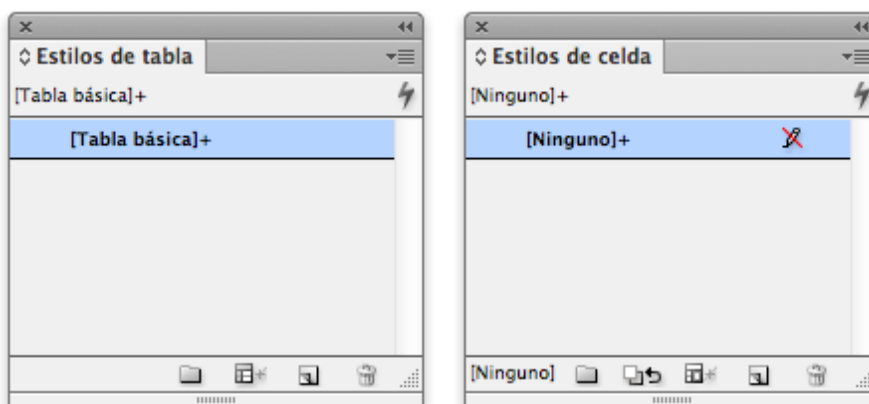 Estilos de tabla
[Tabla básica]+
[Tabla básica]+
Estilos de celda
[Ninguno]+
[Ninguno]+
[Ninguno]